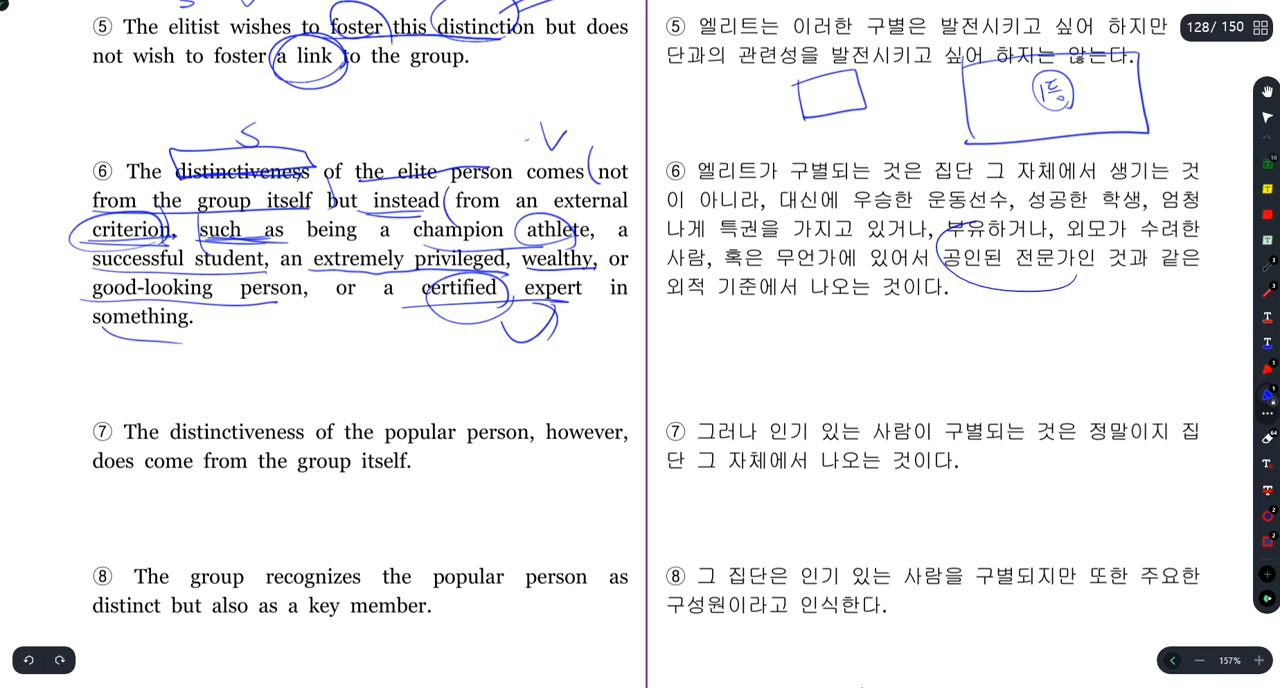 ⑤ The elitist wishes to foster this distinction but does
not wish to foster a link to the group.
⑤ 엘리트는 이러한 구별은 발전시키고 싶어 하지만
단과의 관련성을 발전시키고 싶어 하지는 않는다.
128/ 150
1등
S
V
⑥ The distinctiveness of the elite person comes not
from the group itself but instead from an external
criterion, such as being a champion athlete, a
successful student, an extremely privileged, wealthy, or
good-looking person, or a certified expert in
something.
⑥ 엘리트가 구별되는 것은 집단 그 자체에서 생기는 것
이 아니라, 대신에 우승한 운동선수, 성공한 학생, 엄청
나게 특권을 가지고 있거나, 부유하거나, 외모가 수려한
사람, 혹은 무언가에 있어서 공인된 전문가인 것과 같은
외적 기준에서 나오는 것이다.
⑦ The distinctiveness of the popular person, however,
does come from the group itself.
⑦ 그러나 인기 있는 사람이 구별되는 것은 정말이지 집
단 그 자체에서 나오는 것이다.
⑧ The group recognizes the popular person as
distinct but also as a key member.
⑧ 그 집단은 인기 있는 사람을 구별되지만 또한 주요한
구성원이라고 인식한다.
157%